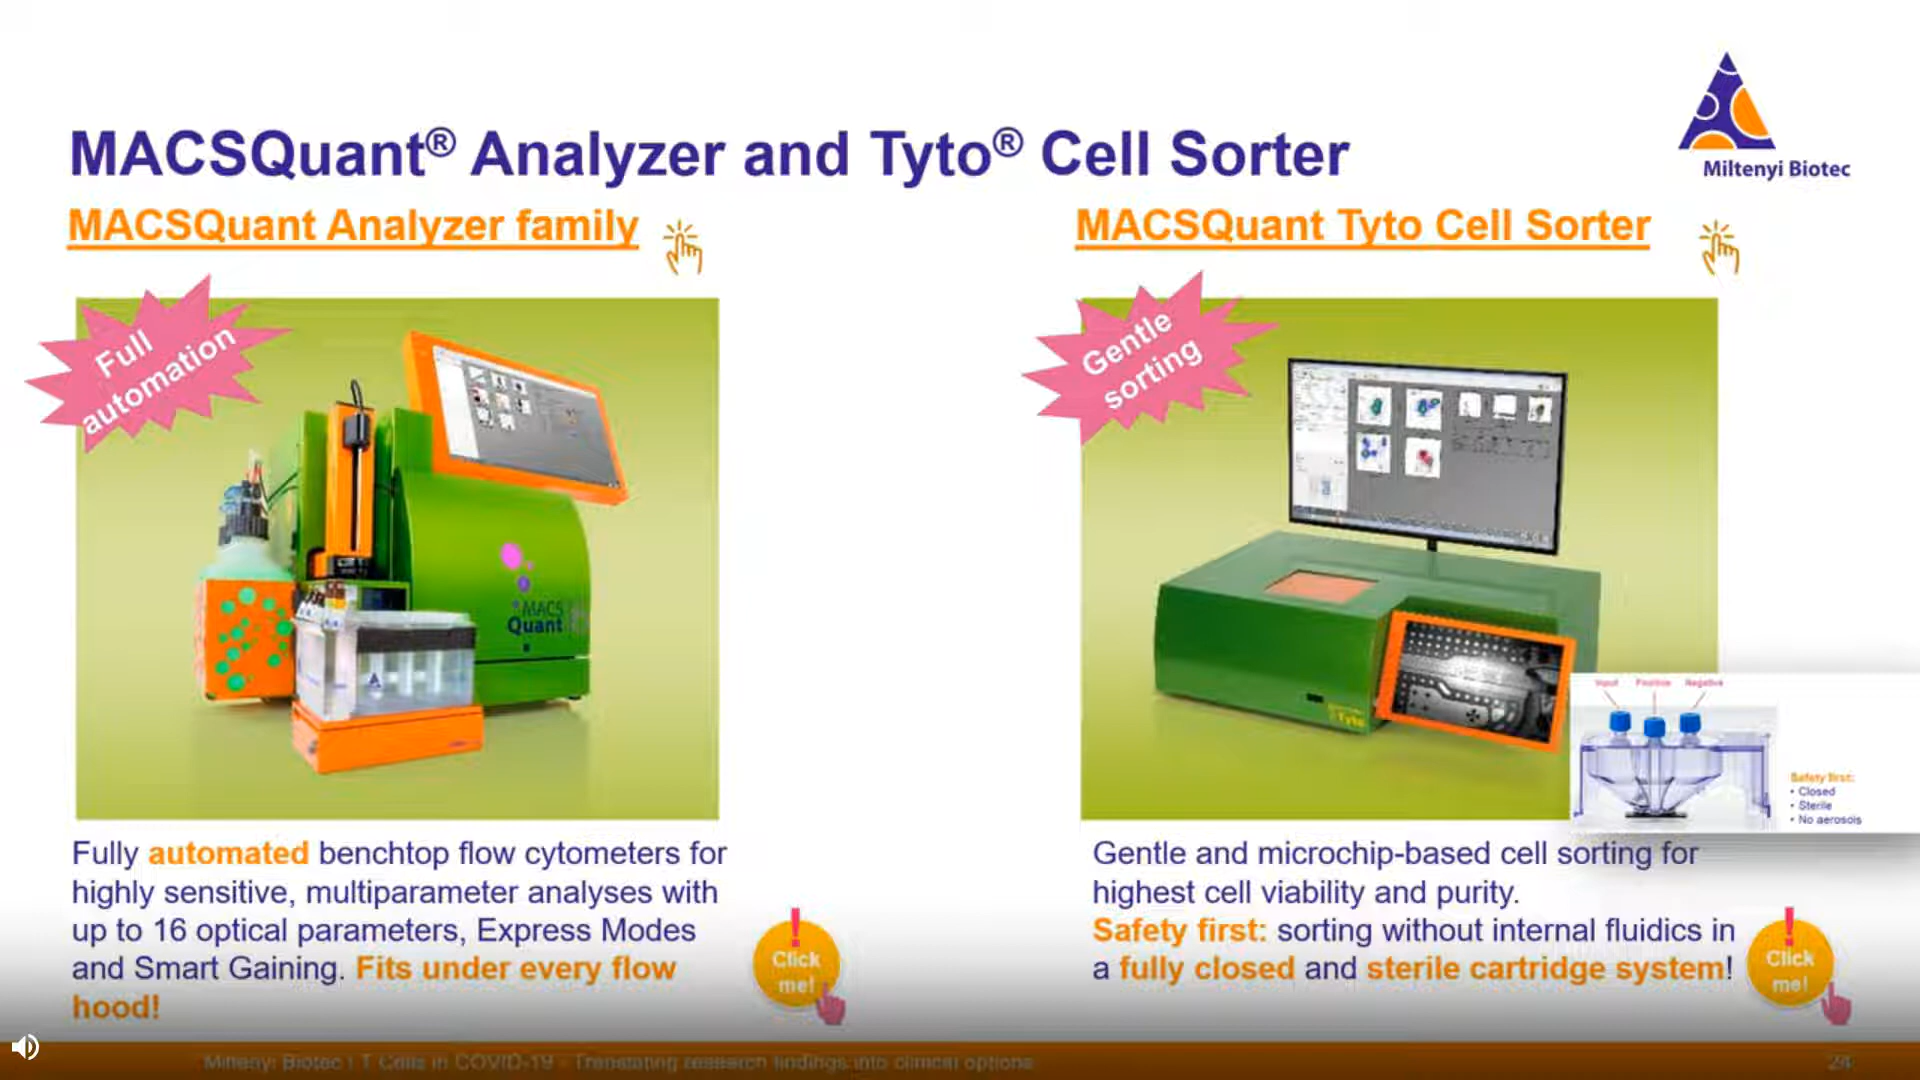 MACSQuant® Analyzer and Tyto® Cell Sorter
Miltenyi Biotec
MACSQuant Analyzer family
Full
automation
MACS
Quant
Fully automated benchtop flow cytometers for
highly sensitive, multiparameter analyses with
up to 16 optical parameters, Express Modes
and Smart Gaining. Fits under every flow
hood!
Click
me!
MACSQuant Tyto Cell Sorter
Gentle
sorting
Tyto
Input Positive Negative
Safety first:
• Closed
• Sterile
• No aerosols
Gentle and microchip-based cell sorting for
highest cell viability and purity.
Safety first: sorting without internal fluidics in
a fully closed and sterile cartridge system!
Click
me!
Miltenyi Biotec | T Cells in COVID-19 - Translating research findings into clinical options
24